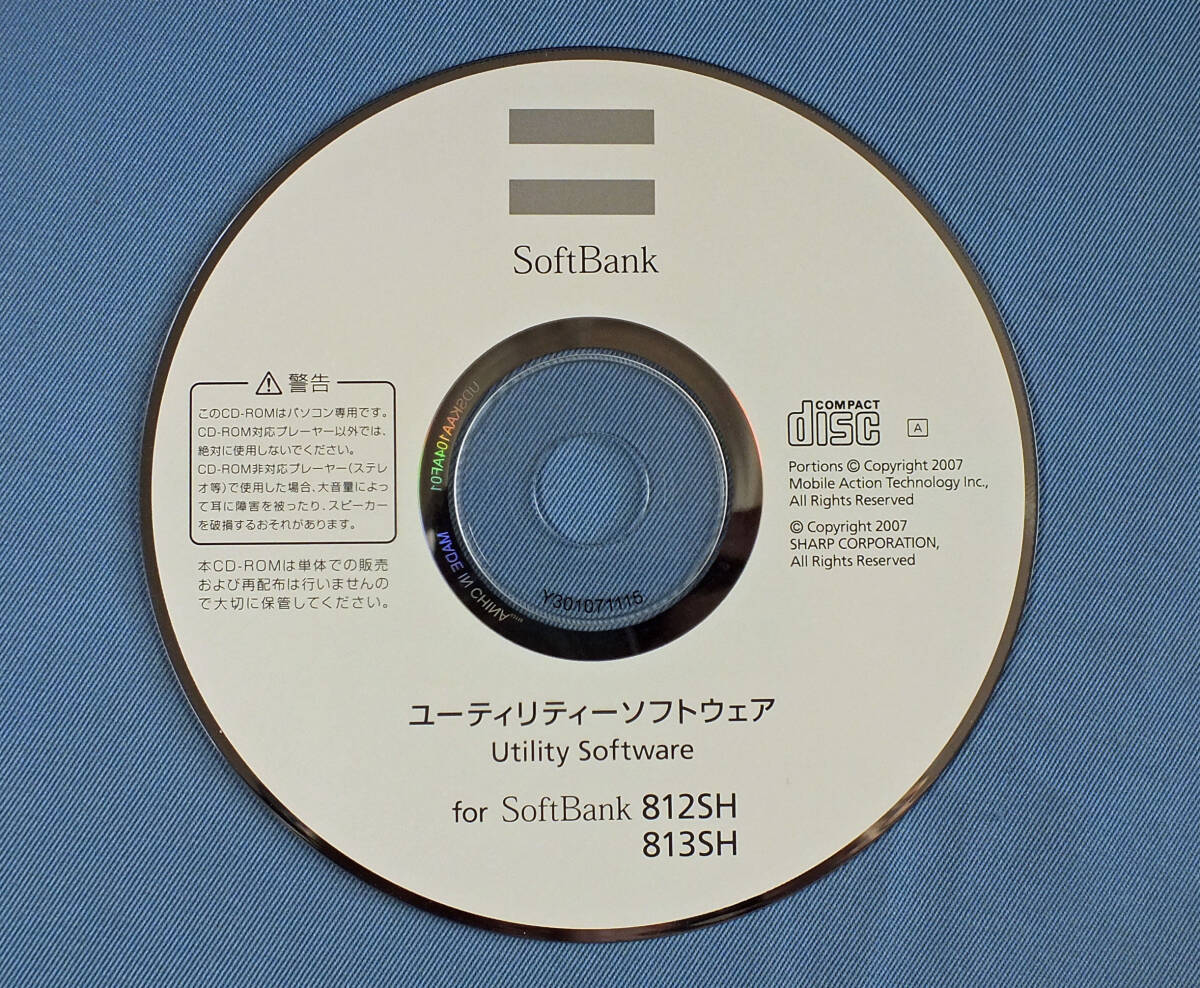 SoftBank
警告
このCD-ROMはパソコン専用です。
CD-ROM対応プレーヤー以外では、
絶対に使用しないでください。
CD-ROM非対応プレーヤー(ステレ
オ等)で使用した場合、大音量によっ
て耳に障害を被ったり、スピーカー
を破損するおそれがあります。
本CD-ROMは単体での販売
および再配布は行いませんの
で大切に保管してください。
UDSKAA104AF01
MADE IN CHINA
Y301071116
COMPACT
disc
A
Portions © Copyright 2007
Mobile Action Technology Inc.,
All Rights Reserved
© Copyright 2007
SHARP CORPORATION,
All Rights Reserved
ユーティリティーソフトウェア
Utility Software
for SoftBank 812SH
813SH